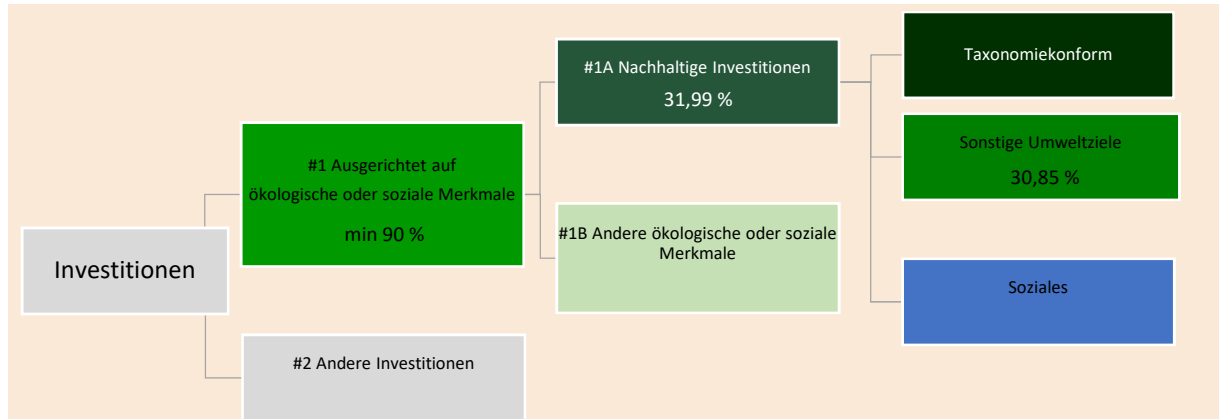 Investitionen
#1 Ausgerichtet auf
ökologische oder soziale Merkmale
min 90 %
#2 Andere Investitionen
#1A Nachhaltige Investitionen
31,99 %
#1B Andere ökologische oder soziale
Merkmale
Taxonomiekonform
Sonstige Umweltziele
30,85 %
Soziales